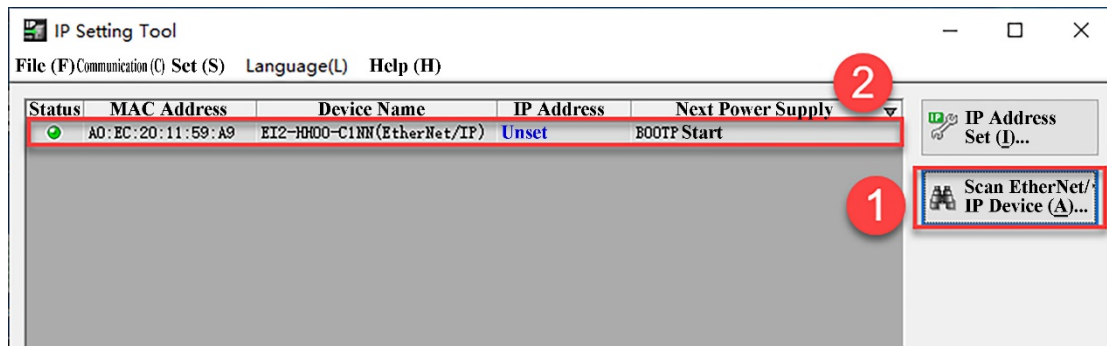 IP Setting Tool
File (F) Communication (C) Set (S) Language(L) Help (H)
2
Status MAC Address Device Name IP Address Next Power Supply
A0:EC:20:11:59:A9 EI2-HH00-C1NN(EtherNet/IP) Unset BOOTP Start
IP Address
Set (I)...
1
Scan EtherNet/
IP Device (A)...